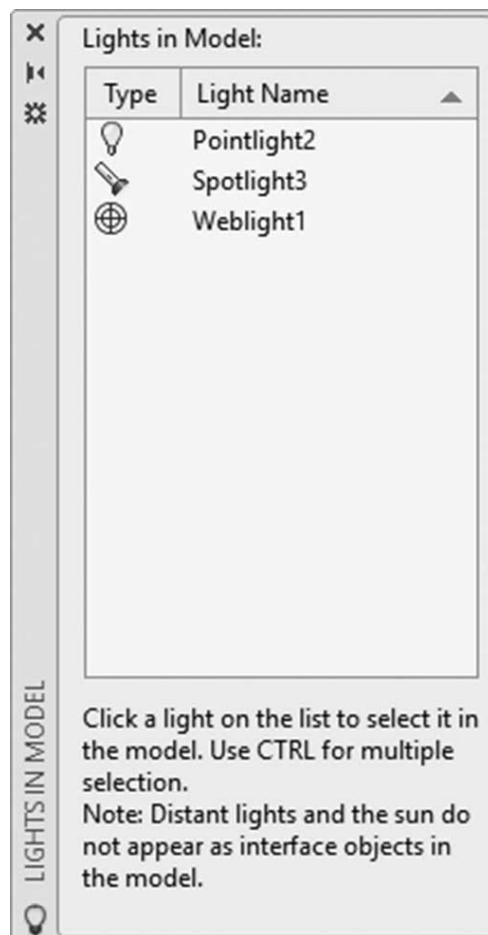 Lights in Model:
Type Light Name
Pointlight2
Spotlight3
Weblight1
Click a light on the list to select it in
the model. Use CTRL for multiple
selection.
Note: Distant lights and the sun do
not appear as interface objects in
the model.
LIGHTS IN MODEL